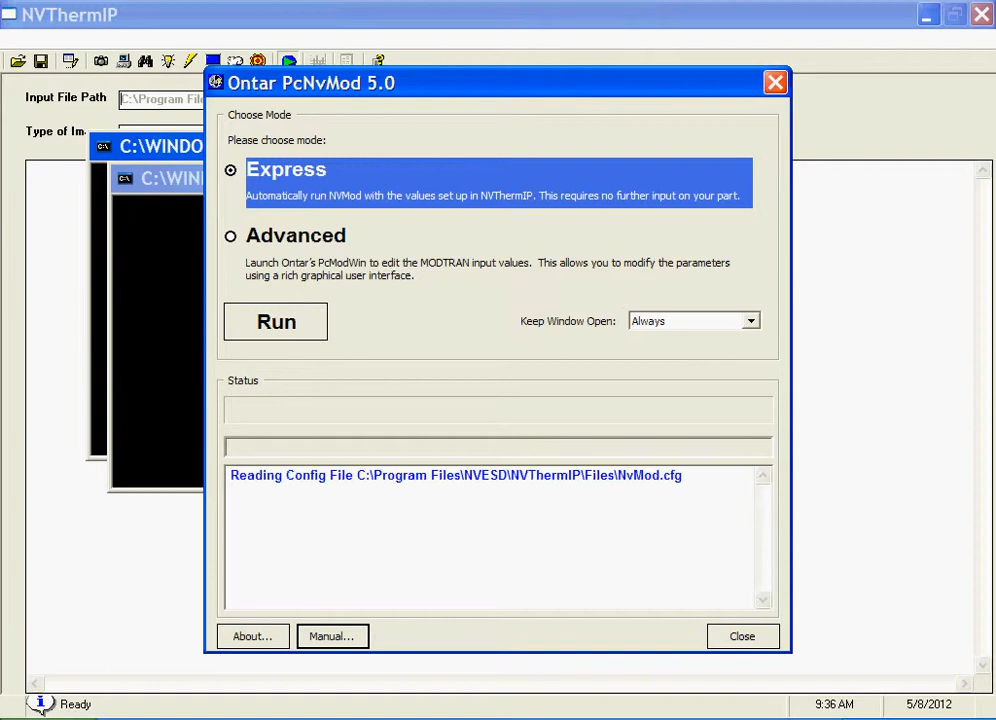 NVThermIP
Ontar PcNvMod 5.0
Input File Path
C:\Program File
Type of Im
C:\WINDO
C:\WIN
Choose Mode
Please choose mode:
Express
Automatically run NVMod with the values set up in NVThermIP. This requires no further input on your part.
Advanced
Launch Ontar's PcModWin to edit the MODTRAN input values. This allows you to modify the parameters
using a rich graphical user interface.
Run
Keep Window Open:
Always
Status
Reading Config File C:\Program Files\NVESD\NVThermIP\Files\NvMod.cfg
About...
Manual...
Close
Ready
9:36 AM
5/8/2012